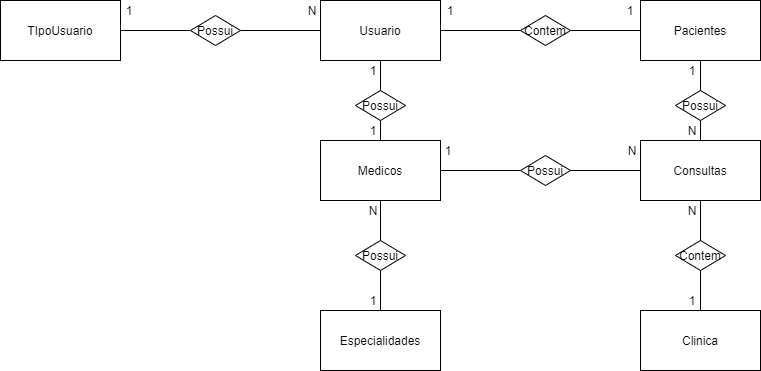 TIpoUsuario 1 Possui N Usuario 1 Contem 1 Pacientes
1 1
Possui Possui
1 N
Medicos 1 Possui N Consultas
N N
Possui Contem
1 1
Especialidades Clinica